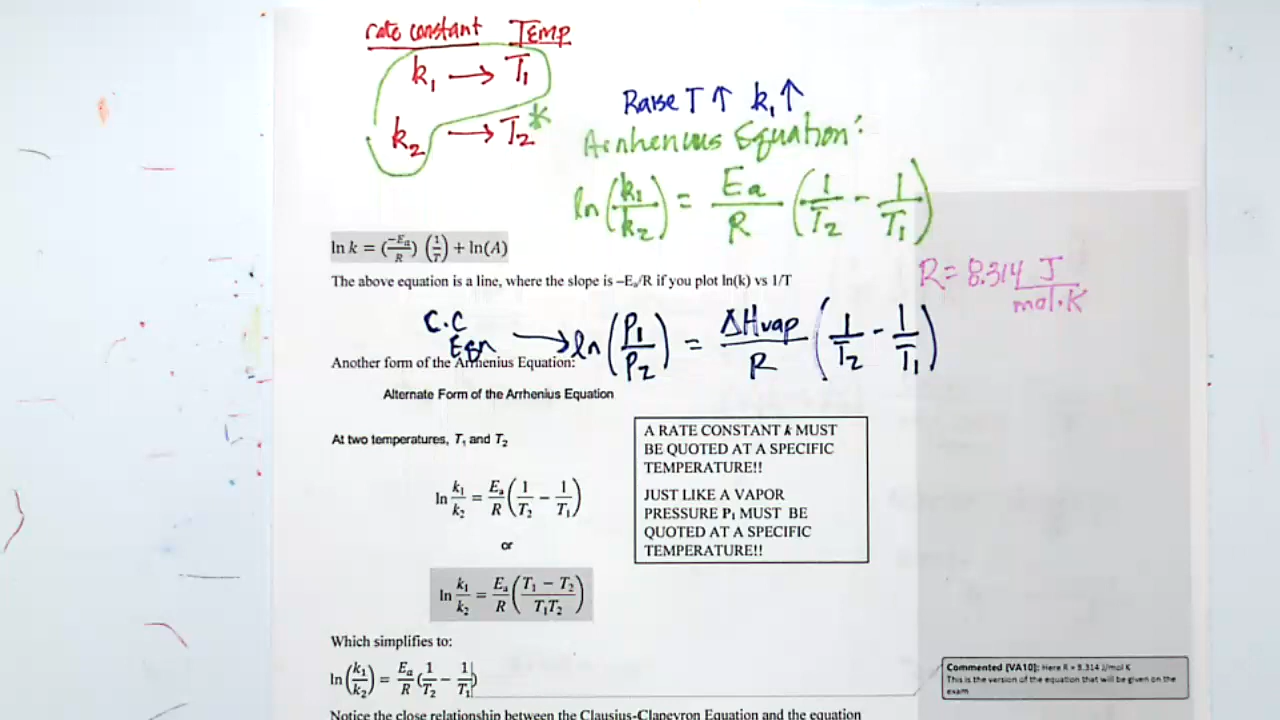 rate constant Temp
k₁ → T₁
k₂ → T₂ *
Raise T ↑ k, ↑
Arrhenius Equation:
ln(k₁/k₂) = Ea/R (1/T₂ - 1/T₁)
ln k = (−Eₐ/R) (1/T) + ln(A)
The above equation is a line, where the slope is –Eₐ/R if you plot ln(k) vs 1/T
R = 8.314 J/mol·K
C.C Eqn → ln(P₁/P₂) = ΔHvap/R (1/T₂ - 1/T₁)
Another form of the Arrhenius Equation:
Alternate Form of the Arrhenius Equation
At two temperatures, T₁ and T₂
ln k₁/k₂ = Eₐ/R (1/T₂ − 1/T₁)
or
ln k₁/k₂ = Eₐ/R ((T₁ − T₂)/T₁T₂)
A RATE CONSTANT k MUST
BE QUOTED AT A SPECIFIC
TEMPERATURE!!
JUST LIKE A VAPOR
PRESSURE P₁ MUST BE
QUOTED AT A SPECIFIC
TEMPERATURE!!
Which simplifies to:
ln(k₁/k₂) = Eₐ/R (1/T₂ − 1/T₁)
Commented [VA10]: Here R = 8.314 J/mol K
This is the version of the equation that will be given on the
exam
Notice the close relationship between the Clausius-Clapeyron Equation and the equation